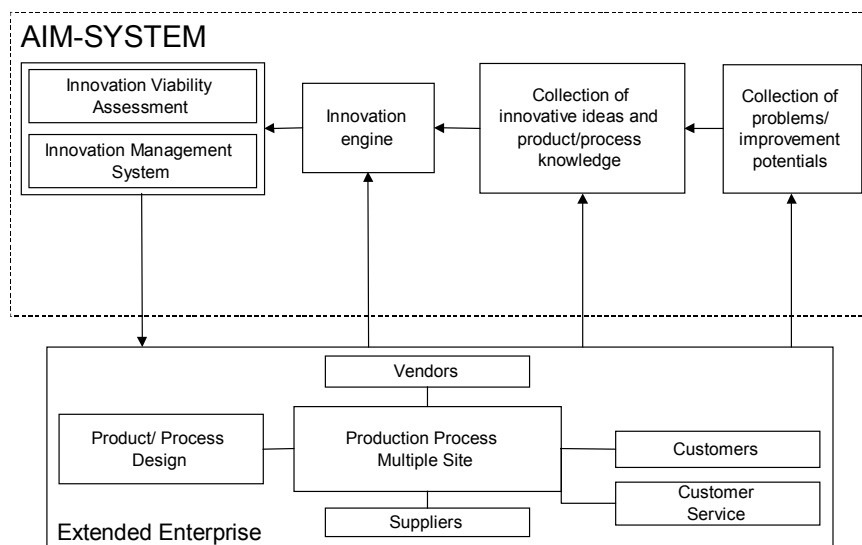 AIM-SYSTEM
Innovation Viability
Assessment
Innovation Management
System
Innovation
engine
Collection of
innovative ideas and
product/process
knowledge
Collection of
problems/
improvement
potentials
Vendors
Product/ Process
Design
Production Process
Multiple Site
Customers
Customer
Service
Suppliers
Extended Enterprise